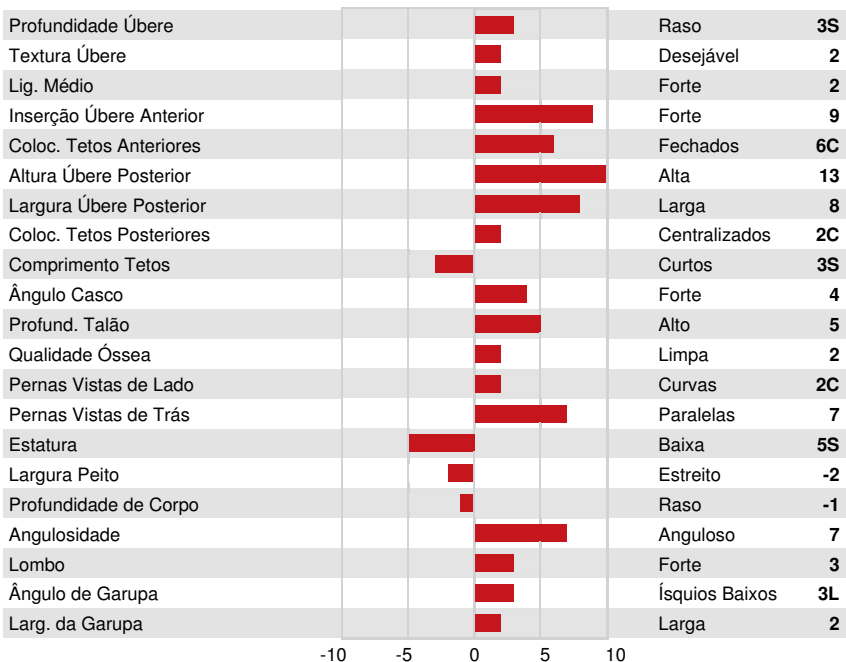 Profundidade Úbere Raso 3S
Textura Úbere Desejável 2
Lig. Médio Forte 2
Inserção Úbere Anterior Forte 9
Coloc. Tetos Anteriores Fechados 6C
Altura Úbere Posterior Alta 13
Largura Úbere Posterior Larga 8
Coloc. Tetos Posteriores Centralizados 2C
Comprimento Tetos Curtos 3S
Ângulo Casco Forte 4
Profund. Talão Alto 5
Qualidade Óssea Limpa 2
Pernas Vistas de Lado Curvas 2C
Pernas Vistas de Trás Paralelas 7
Estatura Baixa 5S
Largura Peito Estreito -2
Profundidade de Corpo Raso -1
Angulosidade Anguloso 7
Lombo Forte 3
Ângulo de Garupa Ísquios Baixos 3L
Larg. da Garupa Larga 2
-10 -5 0 5 10